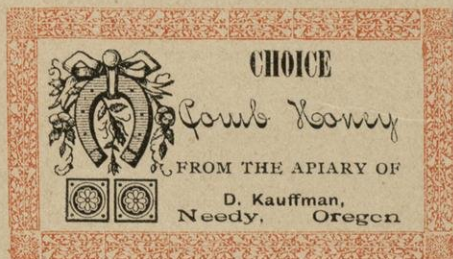 CHOICE
Comb Honey
FROM THE APIARY OF
D. Kauffman,
Needy, Oregon